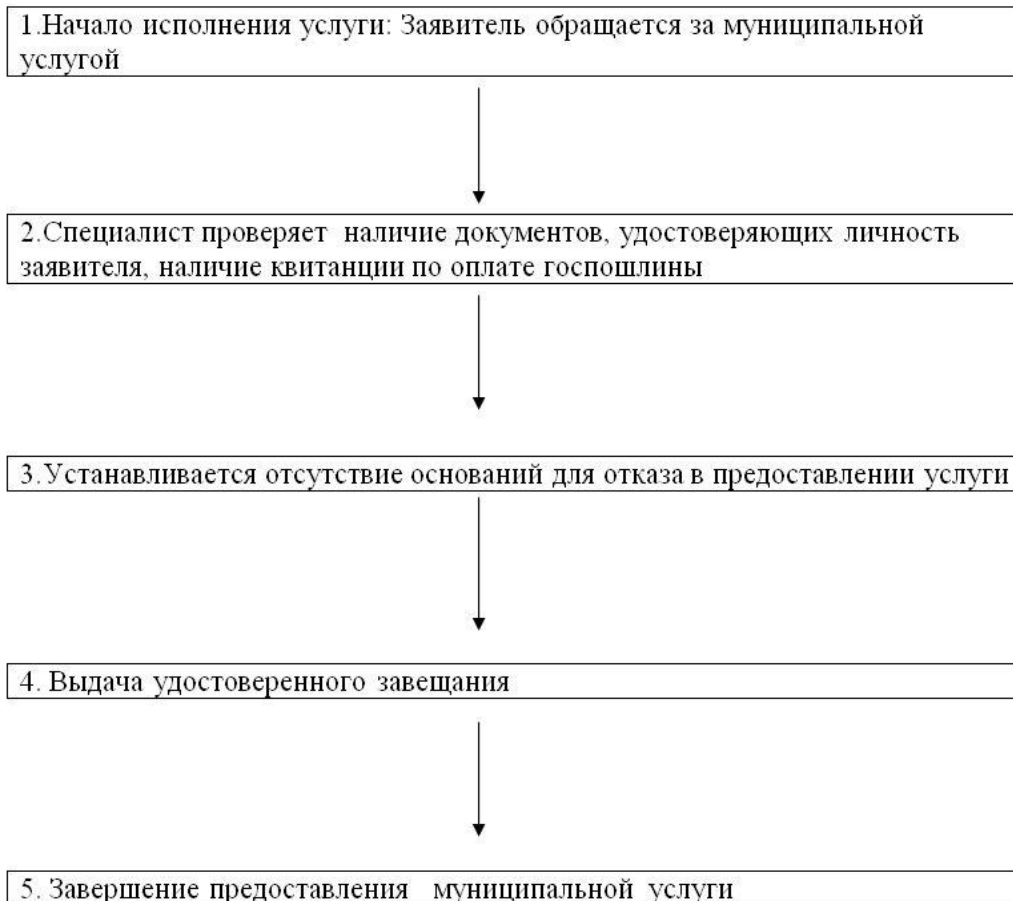 1.Начало исполнения услуги: Заявитель обращается за муниципальной
услугой
2.Специалист проверяет наличие документов, удостоверяющих личность
заявителя, наличие квитанции по оплате госпошлины
3.Устанавливается отсутствие оснований для отказа в предоставлении услуги
4. Выдача удостоверенного завещания
5. Завершение предоставления муниципальной услуги